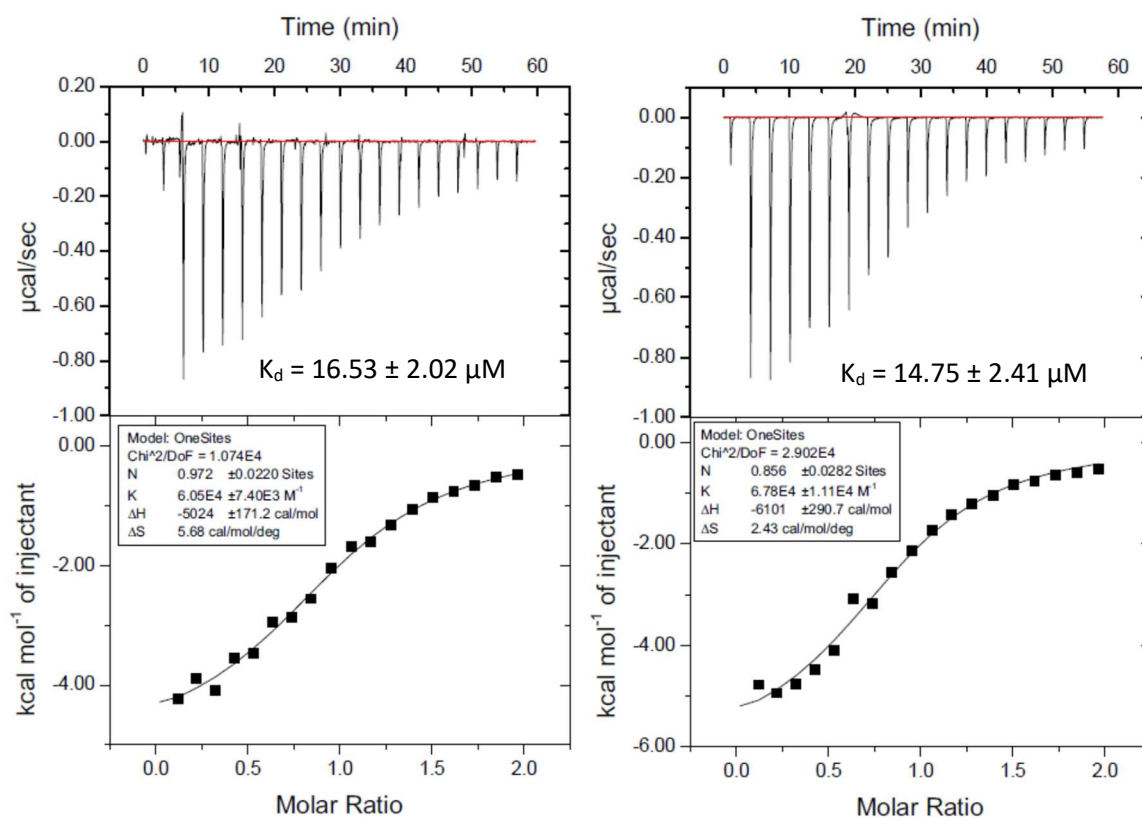 Time (min)
0 10 20 30 40 50 60
0.20
0.00
-0.20
-0.40
-0.60
-0.80
-1.00
µcal/sec
Kd = 16.53 ± 2.02 µM
Model: OneSites
Chi^2/DoF = 1.074E4
N 0.972 ±0.0220 Sites
K 6.05E4 ±7.40E3 M-1
ΔH -5024 ±171.2 cal/mol
ΔS 5.68 cal/mol/deg
0.00
-2.00
-4.00
kcal mol-1 of injectant
0.0 0.5 1.0 1.5 2.0
Molar Ratio
Time (min)
0 10 20 30 40 50 60
0.00
-0.20
-0.40
-0.60
-0.80
-1.00
µcal/sec
Kd = 14.75 ± 2.41 µM
Model: OneSites
Chi^2/DoF = 2.902E4
N 0.856 ±0.0282 Sites
K 6.78E4 ±1.11E4 M-1
ΔH -6101 ±290.7 cal/mol
ΔS 2.43 cal/mol/deg
0.00
-2.00
-4.00
-6.00
kcal mol-1 of injectant
0.0 0.5 1.0 1.5 2.0
Molar Ratio